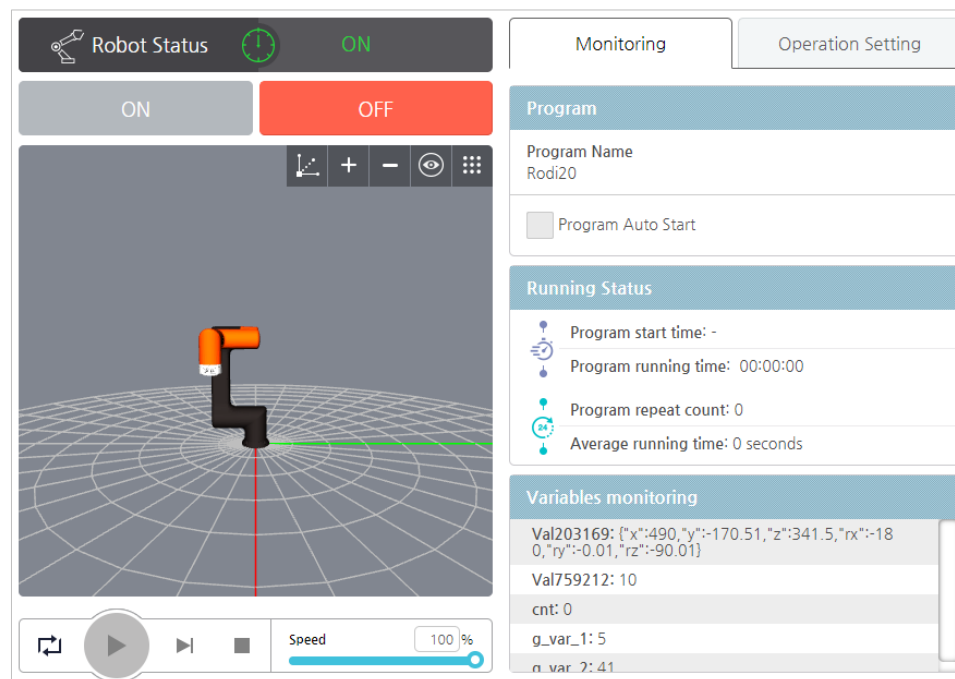 Robot Status
ON
ON
OFF
Monitoring
Operation Setting
Program
Program Name
Rodi20
Program Auto Start
Running Status
Program start time: -
Program running time: 00:00:00
Program repeat count: 0
24
Average running time: 0 seconds
Variables monitoring
Val203169: {"x":490,"y":-170.51,"z":341.5,"rx":-18
0,"ry":-0.01,"rz":-90.01}
Val759212: 10
cnt: 0
g_var_1: 5
g_var_2: 41
Speed
100 %